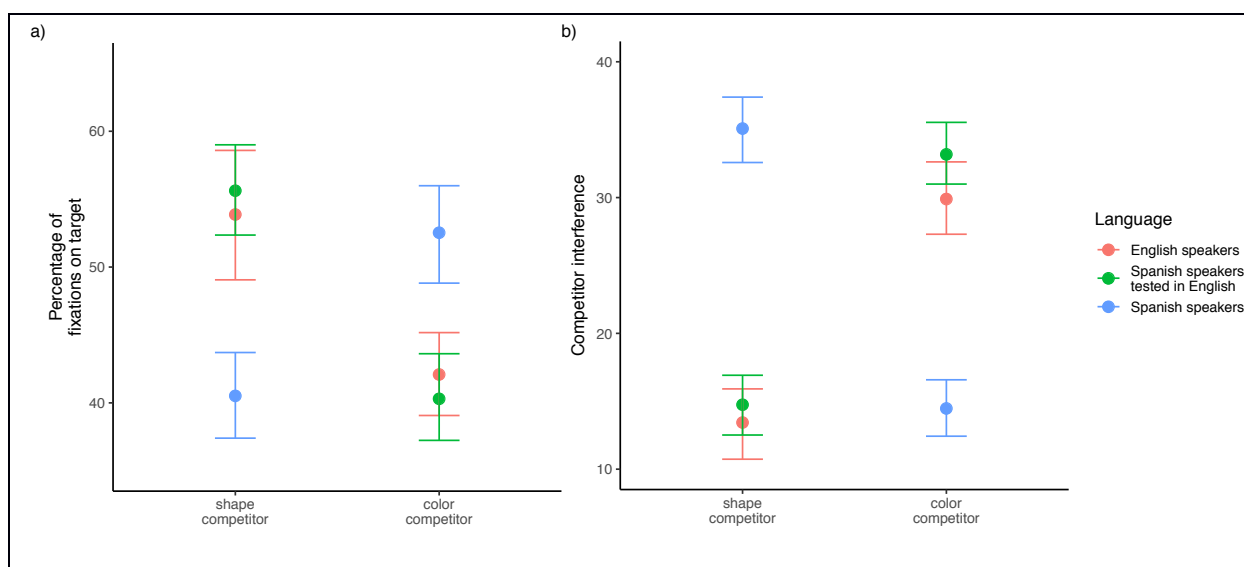 a)
Percentage of
fixations on target
60
50
40
shape
competitor
color
competitor
b)
Competitor interference
40
30
20
10
shape
competitor
color
competitor
Language
English speakers
Spanish speakers
tested in English
Spanish speakers